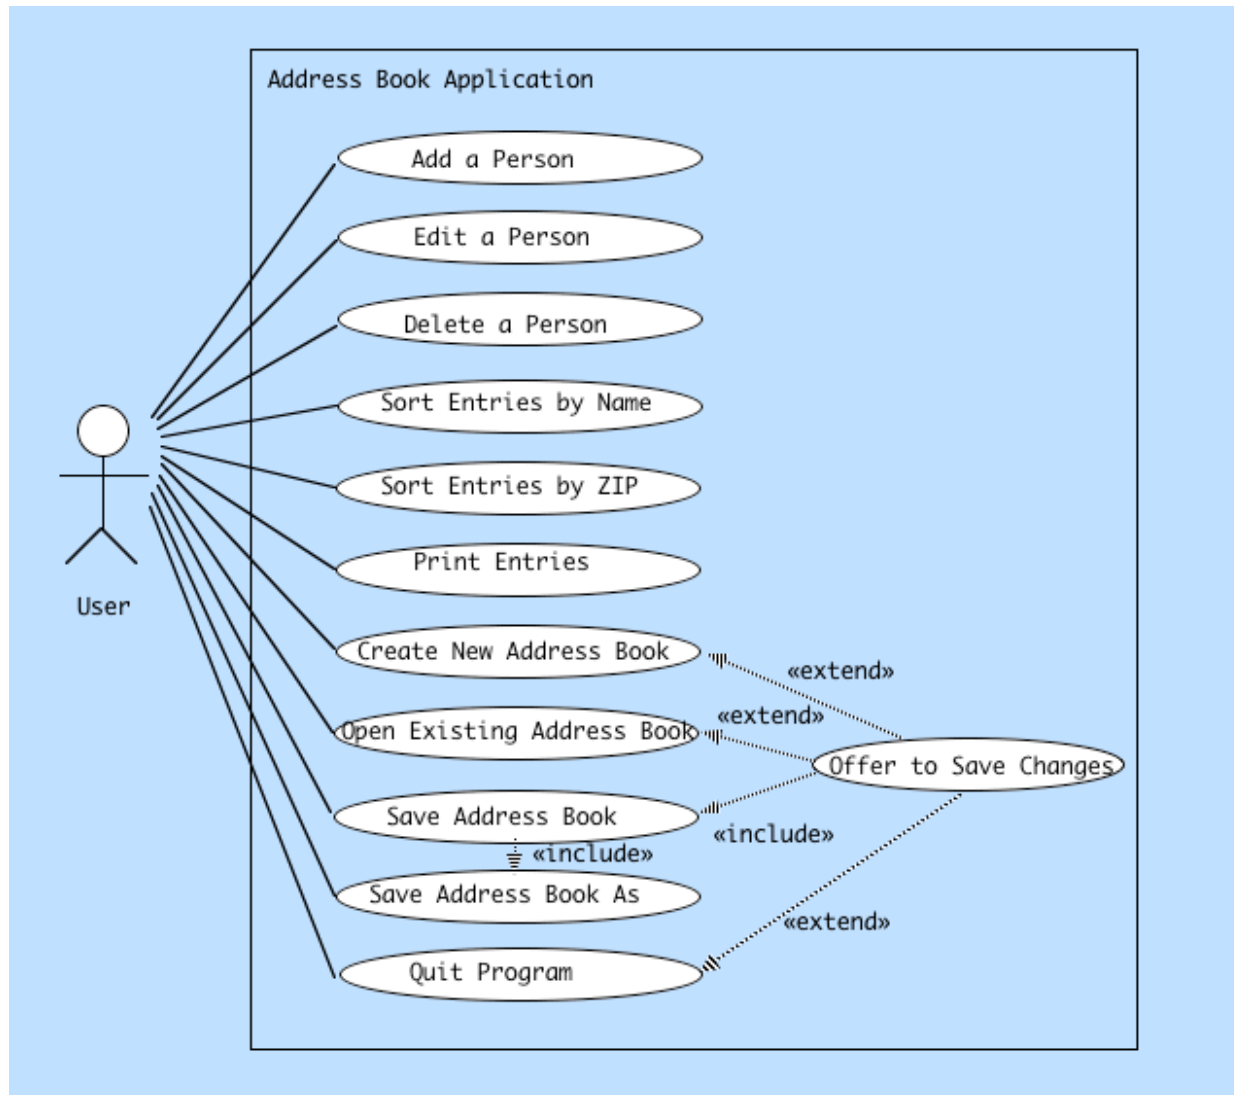 Address Book Application
Add a Person
Edit a Person
Delete a Person
Sort Entries by Name
Sort Entries by ZIP
Print Entries
User
Create New Address Book
«extend»
«extend»
Open Existing Address Book
Offer to Save Changes
Save Address Book
«include»
«include»
Save Address Book As
«extend»
Quit Program